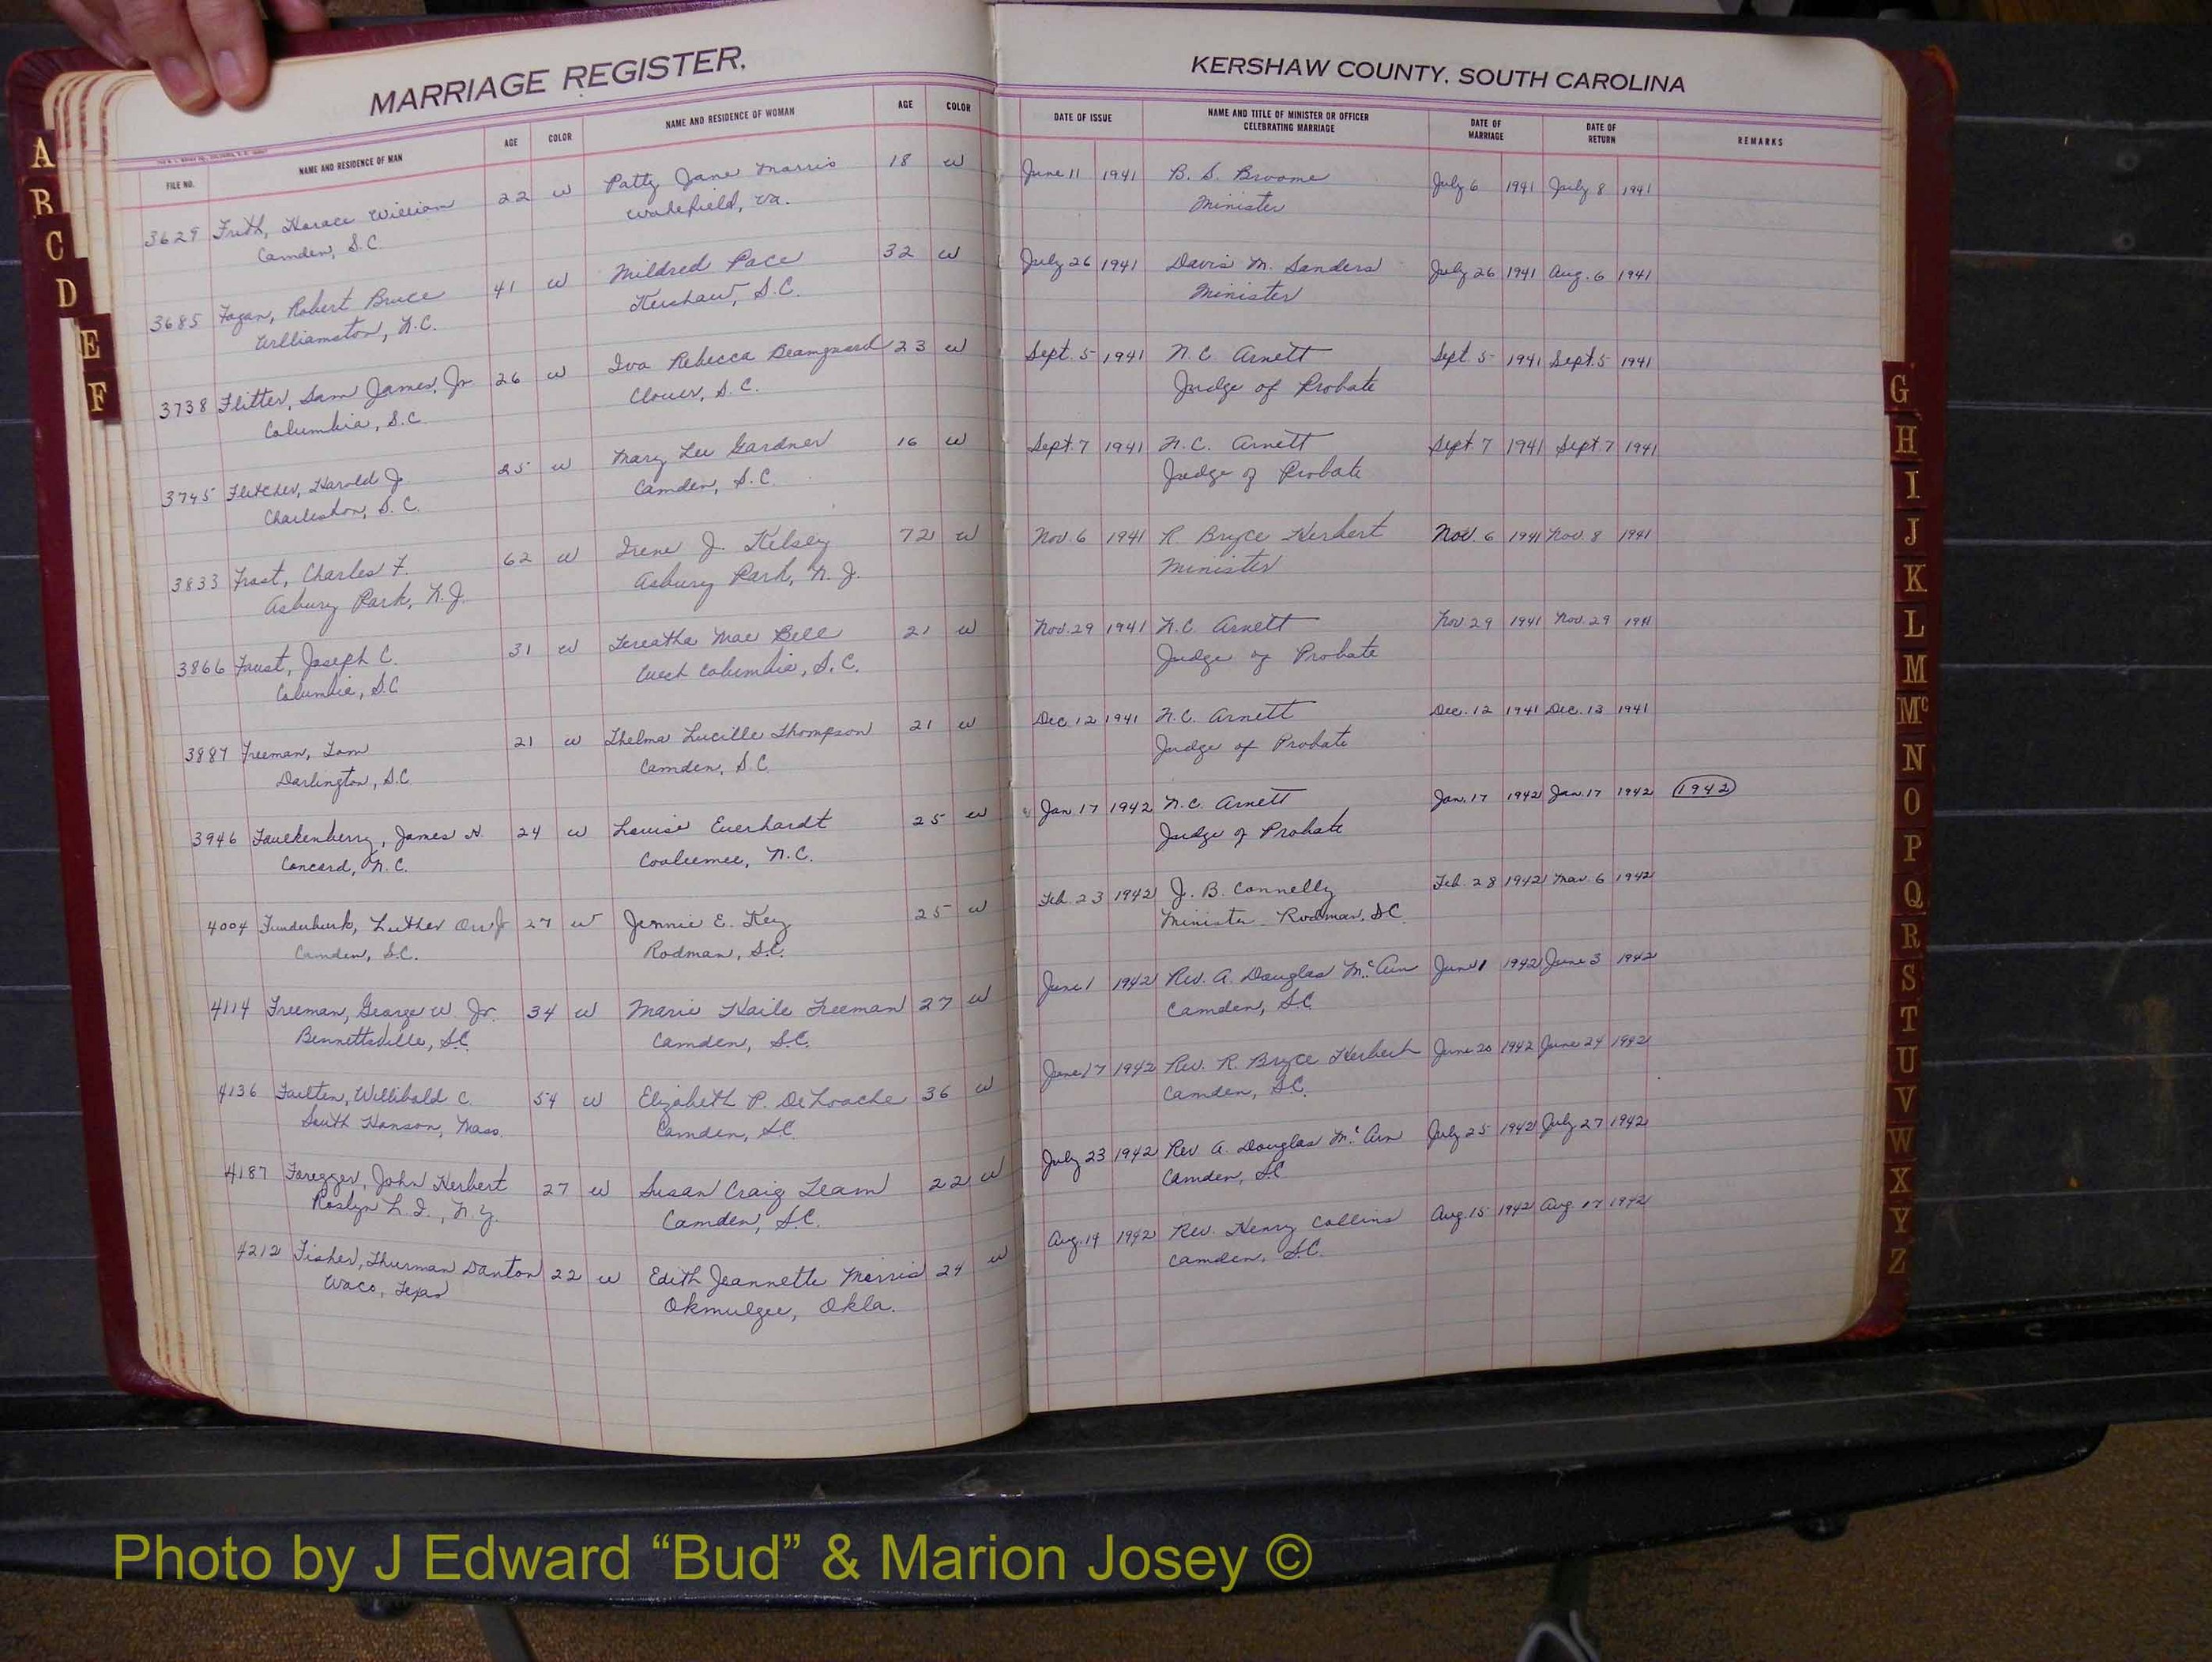 MARRIAGE REGISTER.
FILE NO. NAME AND RESIDENCE OF MAN AGE COLOR NAME AND RESIDENCE OF WOMAN AGE COLOR
3629 Frith, Horace William 22 W Patty Jane Morris 18 W
Camden, S.C. Wakefield, Va.
3685 Fagan, Robert Bruce 41 W Mildred Pace 32 W
Williamston, N.C. Kershaw, S.C.
3738 Flitter, Sam James, Jr 26 W Iva Rebecca Beamguard 23 W
Columbia, S.C. Clover, S.C.
3745 Fletcher, Harold J 25 W Mary Lee Gardner 16 W
Charleston, S.C. Camden, S.C.
3833 Frost, Charles F. 62 W Irene J. Kelsey 72 W
Asbury Park, N.J. Asbury Park, N.J.
3866 Faust, Joseph C. 31 W Tereatha Mae Bell 21 W
Columbia, S.C West Columbia, S.C.
3887 Freeman, Tom 21 W Thelma Lucille Thompson 21 W
Darlington, S.C. Camden, S.C.
3946 Faulkenberry, James H. 24 W Louise Everhardt 25 W
Concord, N.C. Cooleemee, N.C.
4004 Funderburk, Luther Orr Jr 27 W Jennie E. Key 25 W
Camden, S.C. Rodman, S.C.
4114 Freeman, George W. Jr. 34 W Marie Haile Freeman 27 W
Bennettsville, S.C. Camden, S.C.
4136 Failten, Willibald C. 54 W Elizabeth P. DeLoache 36 W
South Hanson, Mass. Camden, S.C.
4187 Foregger, John Herbert 27 W Susan Craig Team 22 W
Roslyn L.I., N.Y. Camden, S.C.
4212 Fisher, Thurman Danton 22 W Edith Jeannette Morris 24 W
Waco, Texas Okmulgee, Okla.
KERSHAW COUNTY, SOUTH CAROLINA
DATE OF ISSUE NAME AND TITLE OF MINISTER OR OFFICER CELEBRATING MARRIAGE DATE OF MARRIAGE DATE OF RETURN REMARKS
June 11 1941 B. S. Broome July 6 1941 July 8 1941
Minister
July 26 1941 Davis M. Sanders July 26 1941 Aug. 6 1941
Minister
Sept. 5 1941 N.C. Arnett Sept. 5 1941 Sept. 5 1941
Judge of Probate
Sept. 7 1941 N.C. Arnett Sept. 7 1941 Sept. 7 1941
Judge of Probate
Nov. 6 1941 R. Bryce Herbert Nov. 6 1941 Nov. 8 1941
Minister
Nov. 29 1941 N.C. Arnett Nov 29 1941 Nov. 29 1941
Judge of Probate
Dec. 12 1941 N.C. Arnett Dec. 12 1941 Dec. 13 1941
Judge of Probate
Jan 17 1942 N.C. Arnett Jan. 17 1942 Jan. 17 1942 1942
Judge of Probate
Feb. 23 1942 J. B. Connelly Feb. 28 1942 Mar. 6 1942
Minister Rodman, S.C
June 1 1942 Rev. A. Douglas McArn June 1 1942 June 3 1942
Camden, S.C.
June 17 1942 Rev. R. Bryce Herbert June 20 1942 June 24 1942
Camden, S.C.
July 23 1942 Rev A. Douglas McArn July 25 1942 July 27 1942
Camden, S.C
Aug. 14 1942 Rev. Henry Collins Aug. 15 1942 Aug 17 1942
Camden, S.C.
A
B
C
D
E
F
G
H
I
J
K
L
M
Mc
N
O
P
Q
R
S
T
U
V
W
X
Y
Z
Photo by J Edward “Bud” & Marion Josey ©